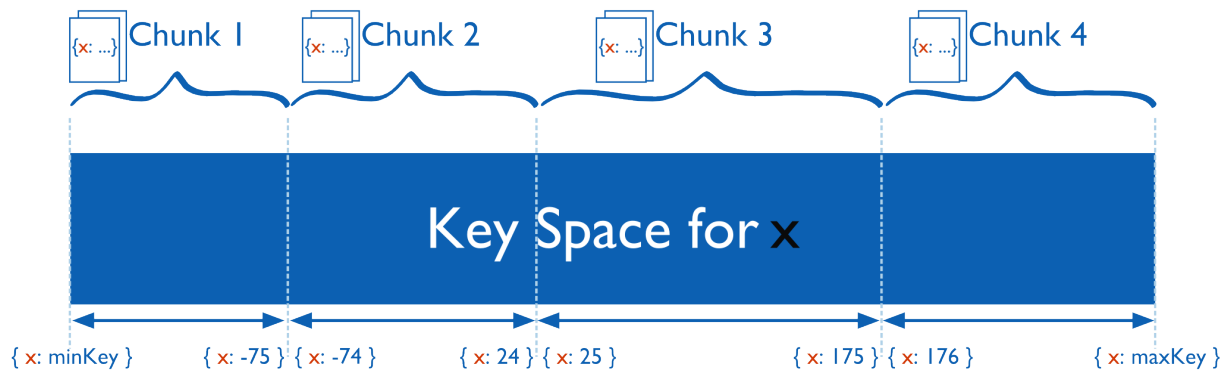 {x: ...} Chunk 1 {x: ...} Chunk 2 {x: ...} Chunk 3 {x: ...} Chunk 4
Key Space for x
{ x: minKey } { x: -75 } { x: -74 } { x: 24 } { x: 25 } { x: 175 } { x: 176 } { x: maxKey }